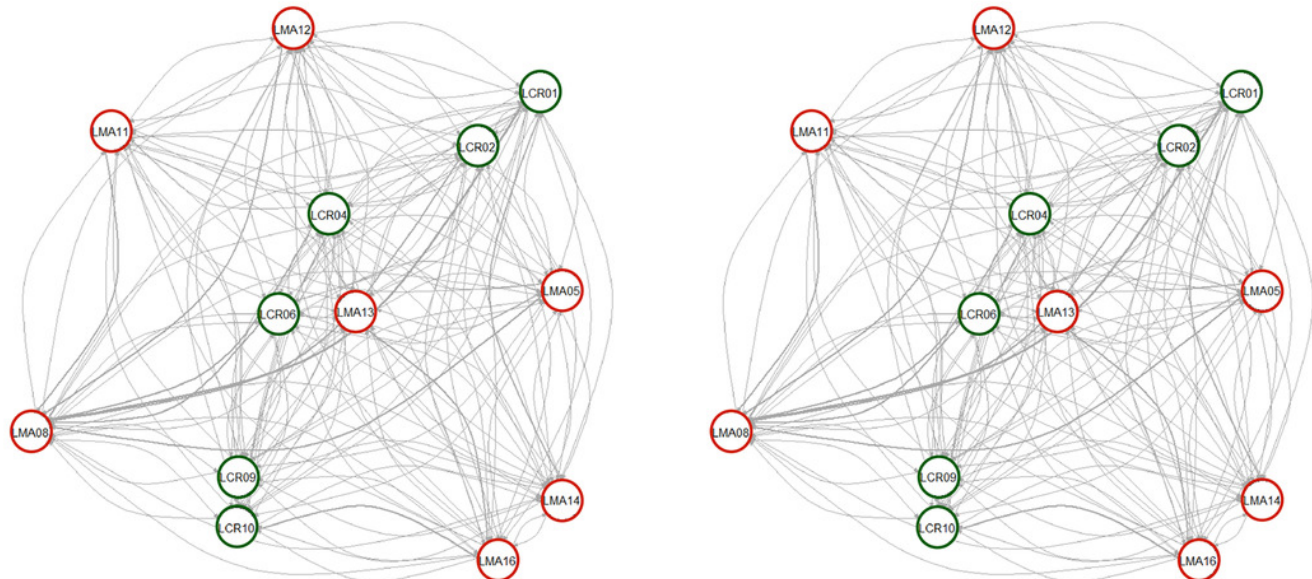 LMA12
LCR01
LMA11
LCR02
LCR04
LMA05
LCR06
LMA13
LMA08
LCR09
LMA14
LCR10
LMA16
LMA12
LCR01
LMA11
LCR02
LCR04
LMA05
LCR06
LMA13
LMA08
LCR09
LMA14
LCR10
LMA16